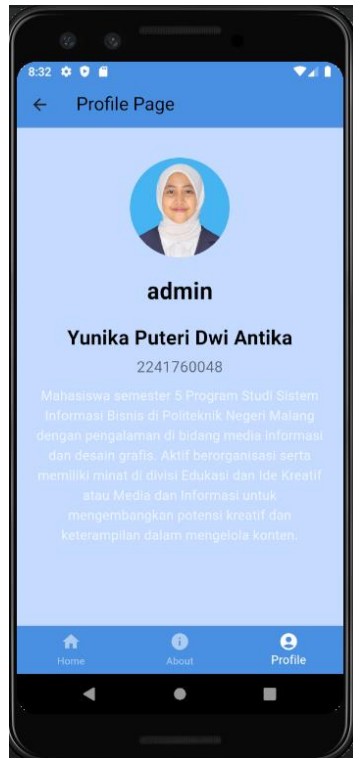 8:32
Profile Page
admin
Yunika Puteri Dwi Antika
2241760048
Mahasiswa semester 5 Program Studi Sistem
Informasi Bisnis di Politeknik Negeri Malang
dengan pengalaman di bidang media informasi
dan desain grafis. Aktif berorganisasi serta
memiliki minat di divisi Edukasi dan Ide Kreatif
atau Media dan Informasi untuk
mengembangkan potensi kreatif dan
keterampilan dalam mengelola konten.
Home
About
Profile